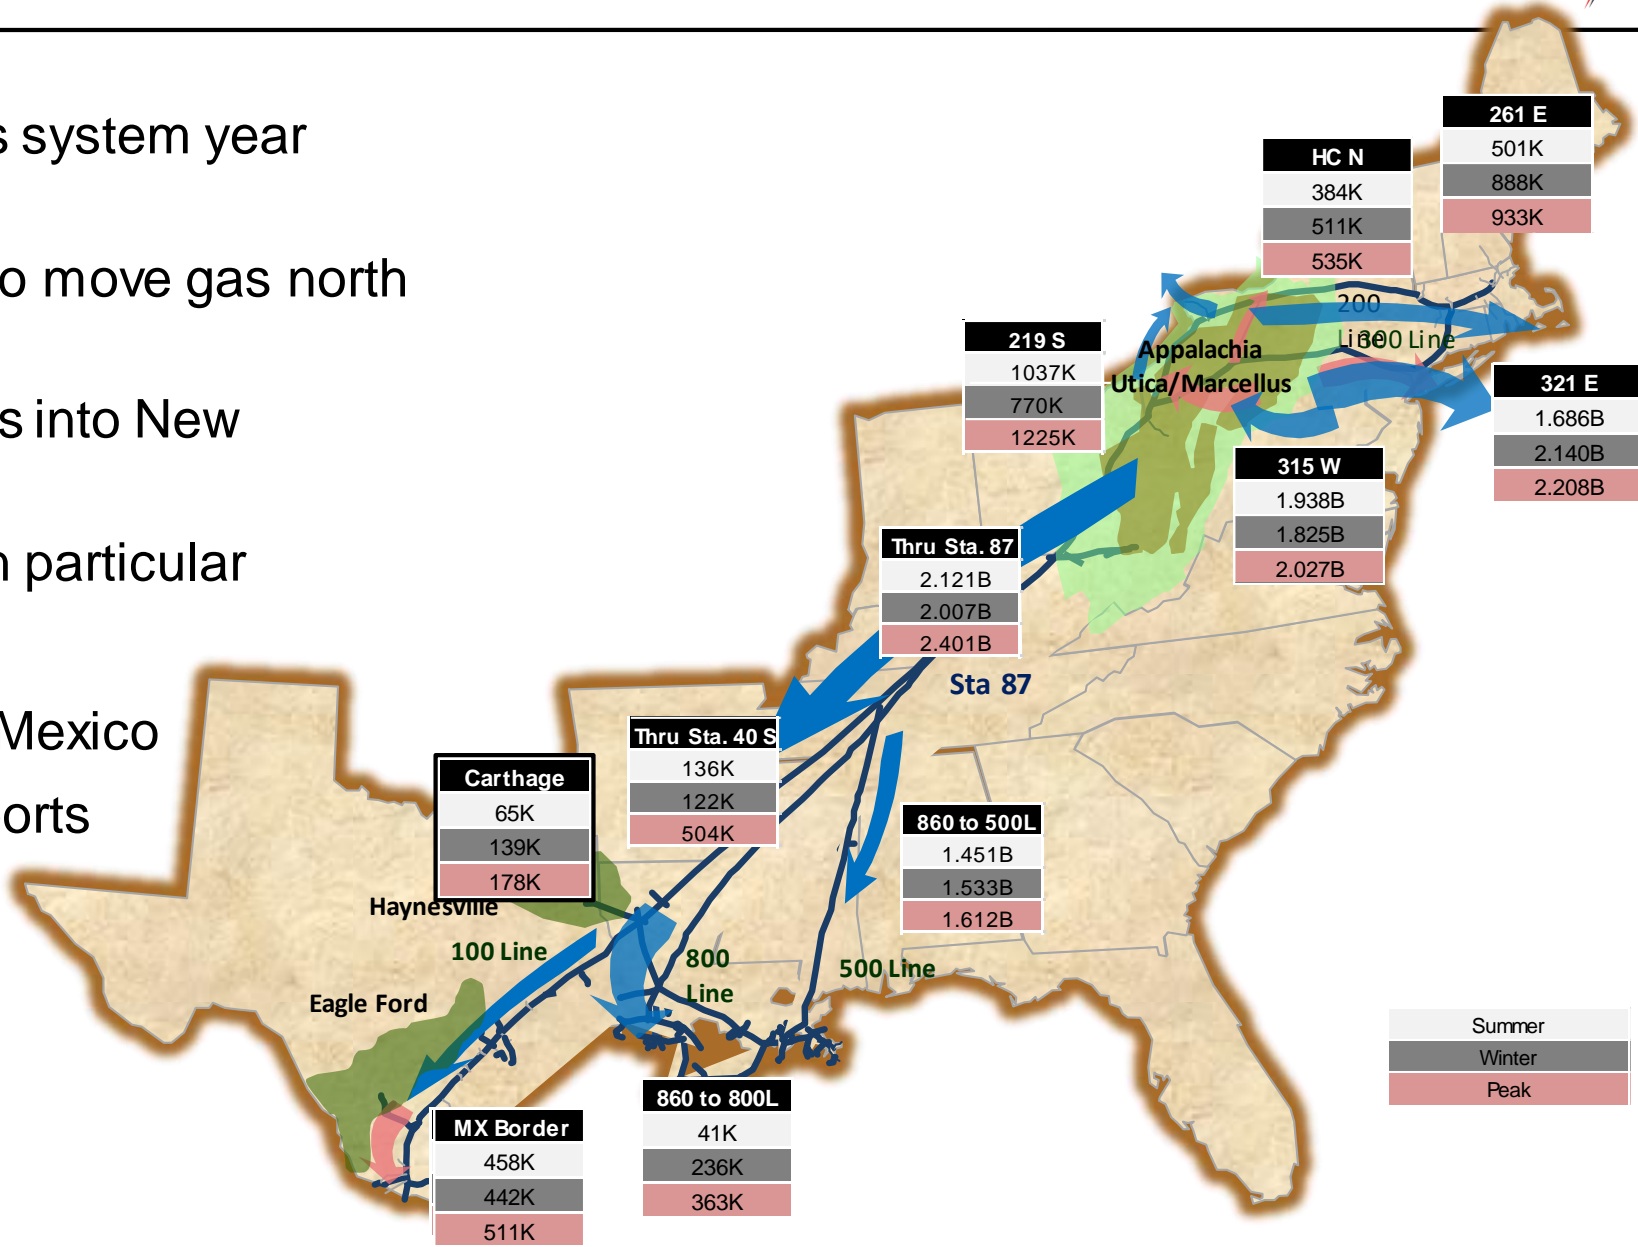 s system year
o move gas north
s into New
n particular
Mexico
orts
261 E
501K
888K
933K
HC N
384K
511K
535K
200
Line
300 Line
219 S
1037K
770K
1225K
Appalachia
Utica/Marcellus
321 E
1.686B
2.140B
2.208B
315 W
1.938B
1.825B
2.027B
Thru Sta. 87
2.121B
2.007B
2.401B
Sta 87
Thru Sta. 40 S
136K
122K
504K
Carthage
65K
139K
178K
Haynesville
860 to 500L
1.451B
1.533B
1.612B
100 Line
800
Line
500 Line
Eagle Ford
860 to 800L
41K
236K
363K
MX Border
458K
442K
511K
Summer
Winter
Peak